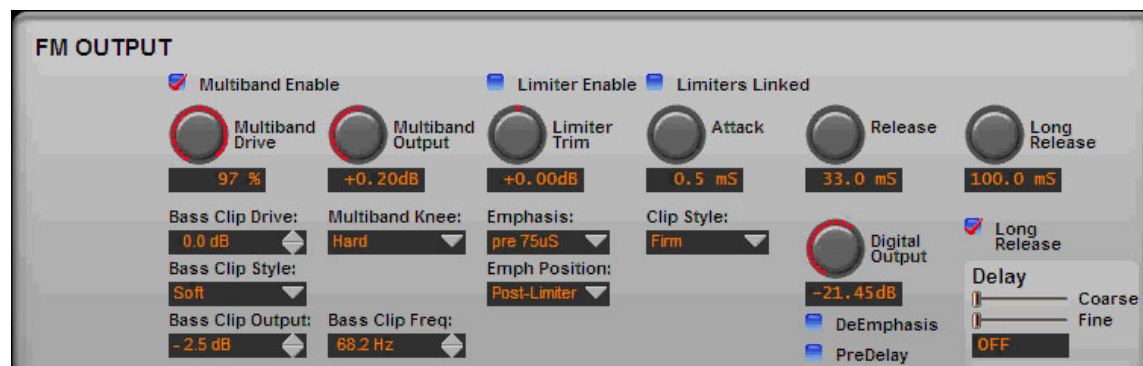 FM OUTPUT
Multiband Enable
Limiter Enable
Limiters Linked
Multiband
Drive
97 %
Multiband
Output
+0.20dB
Limiter
Trim
+0.00dB
Attack
0.5 mS
Release
33.0 mS
Long
Release
100.0 mS
Bass Clip Drive:
0.0 dB
Multiband Knee:
Hard
Emphasis:
pre 75uS
Clip Style:
Firm
Digital
Output
-21.45dB
Long
Release
Bass Clip Style:
Soft
Emph Position:
Post-Limiter
Delay
Coarse
Fine
OFF
Bass Clip Output:
- 2.5 dB
Bass Clip Freq:
68.2 Hz
DeEmphasis
PreDelay